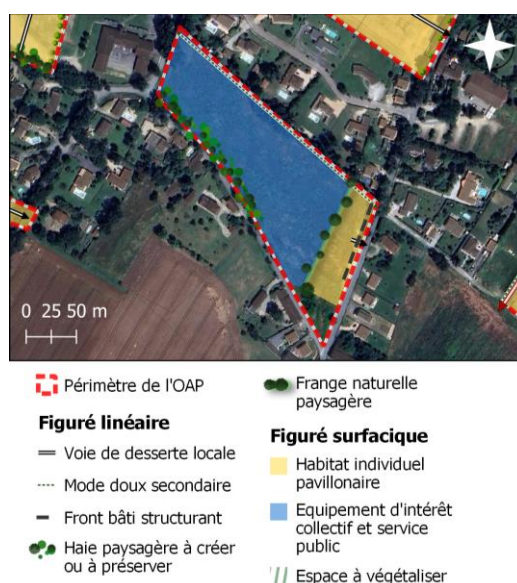 0 25 50 m
Périmètre de l'OAP
Figuré linéaire
Voie de desserte locale
Mode doux secondaire
Front bâti structurant
Haie paysagère à créer
ou à préserver
Frange naturelle
paysagère
Figuré surfacique
Habitat individuel
pavillonaire
Equipement d'intérêt
collectif et service
public
Espace à végétaliser